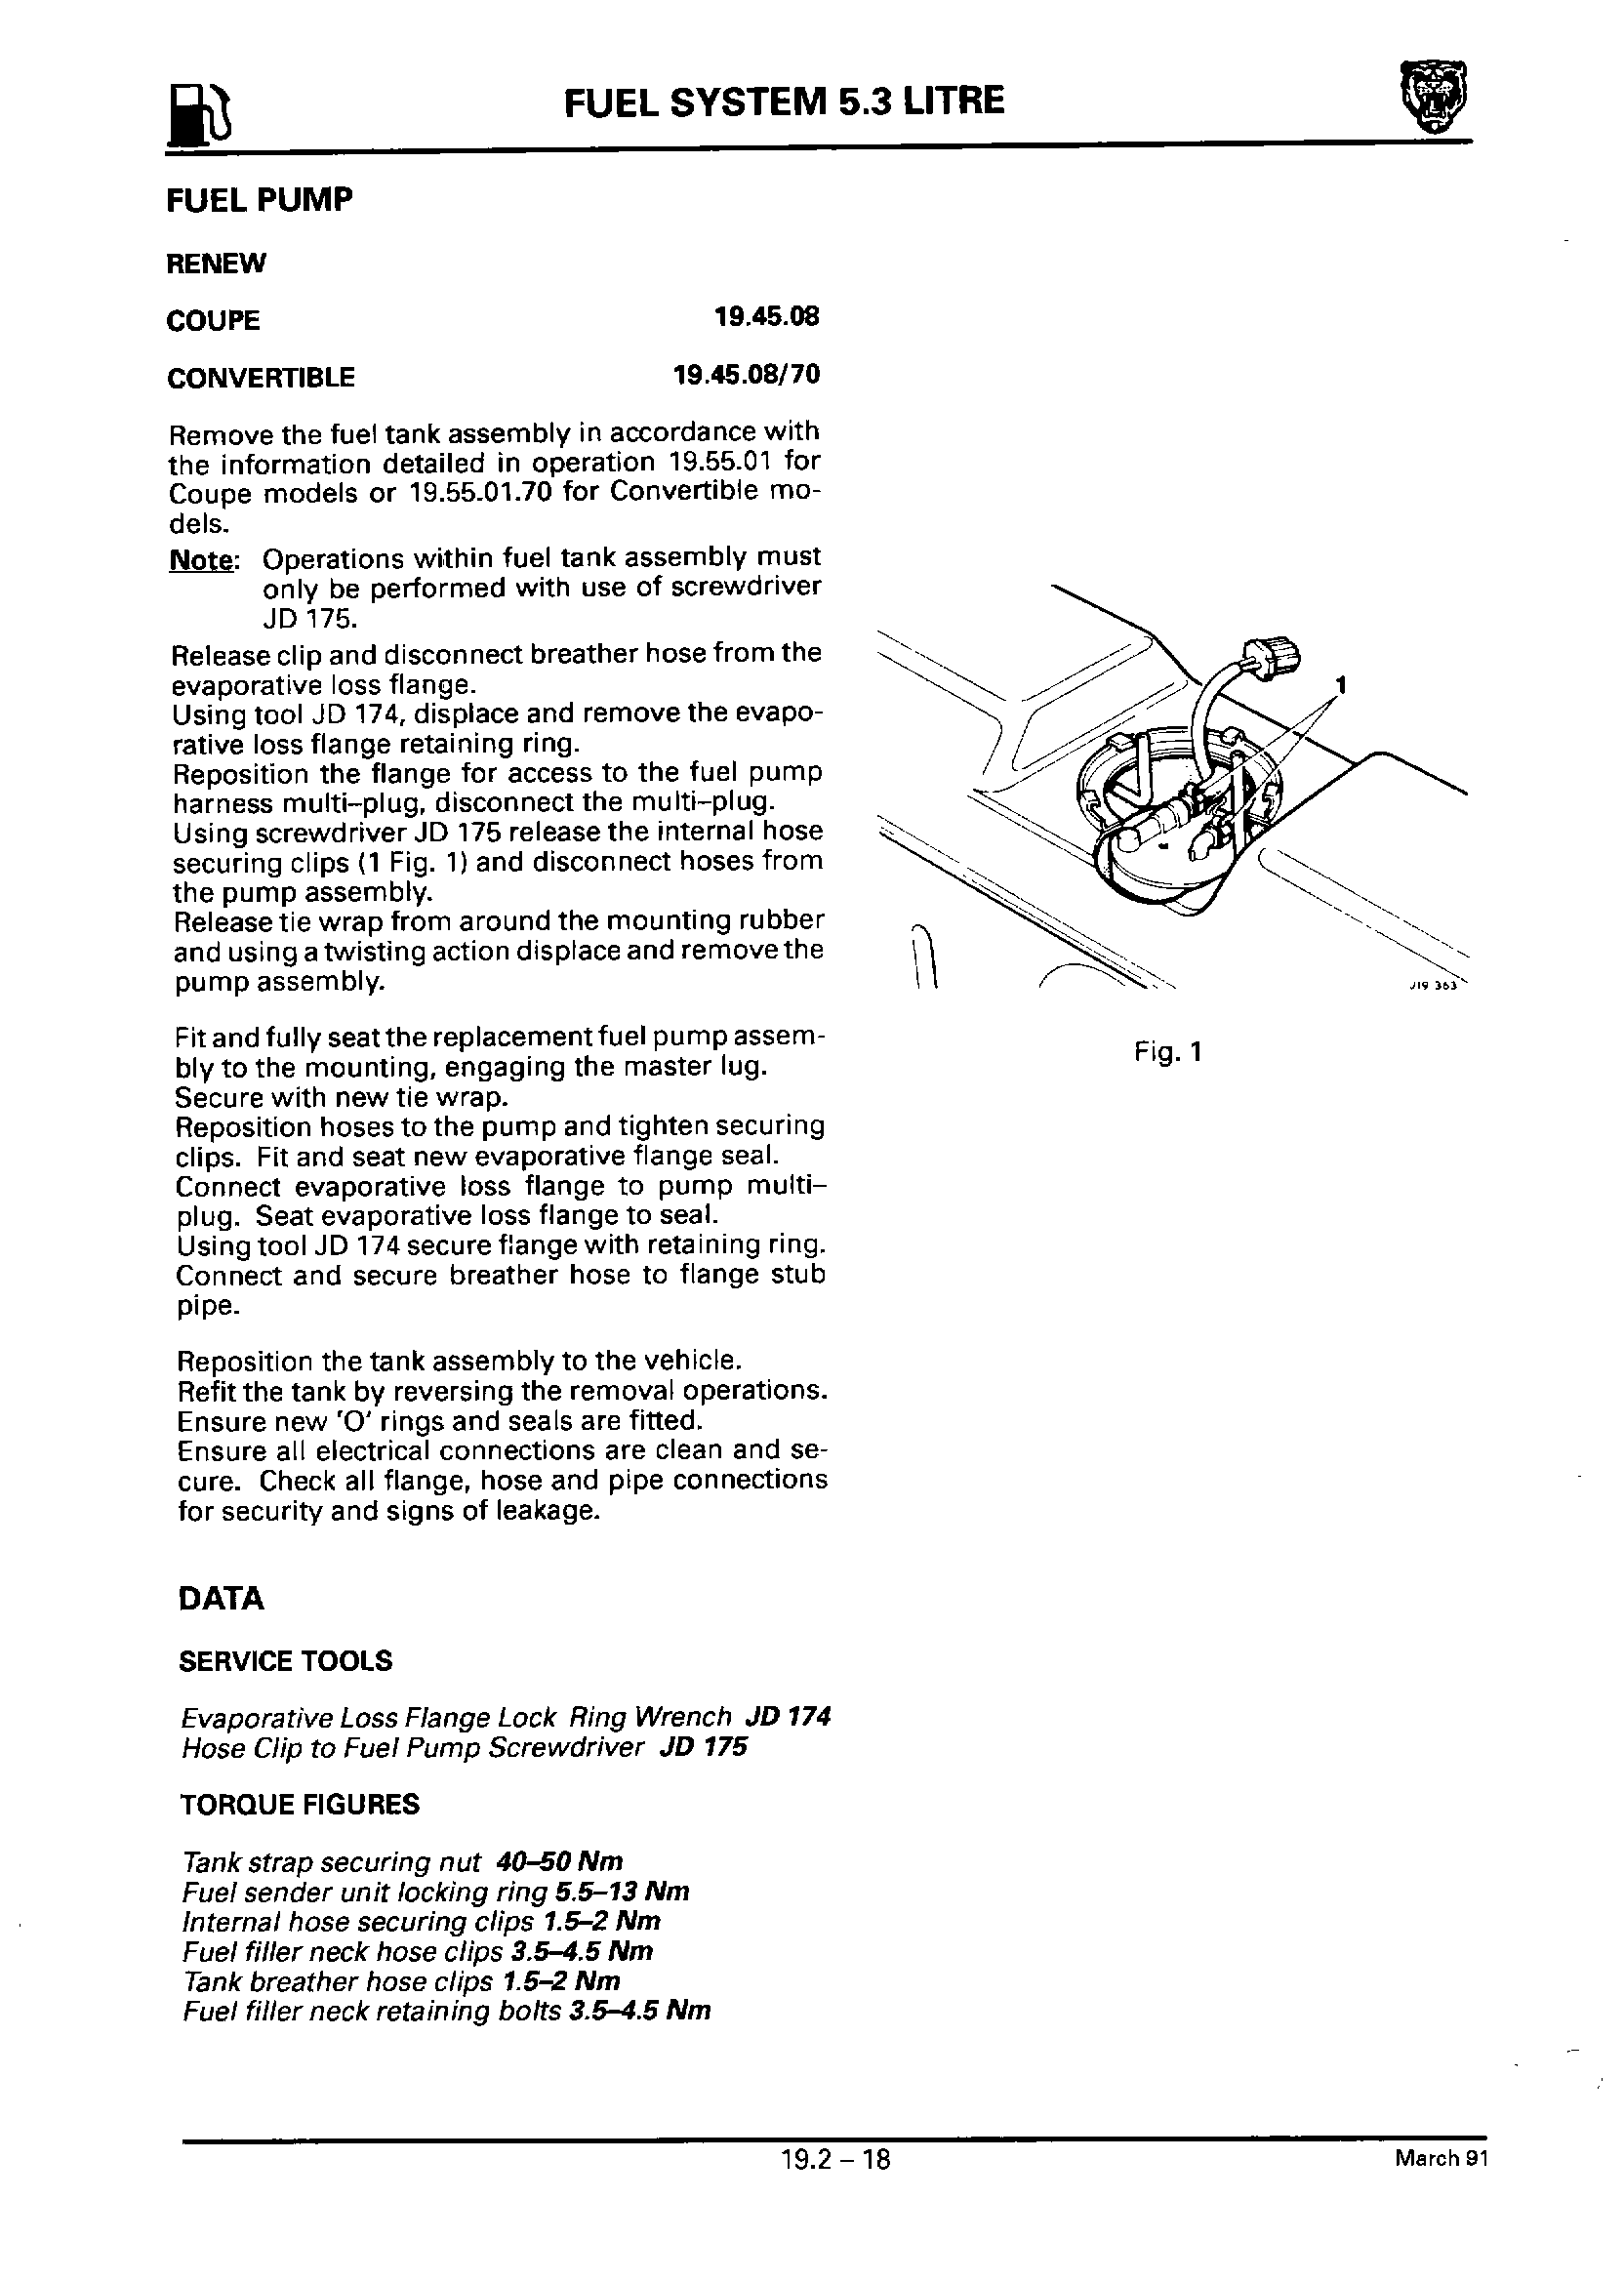 FUEL SYSTEM 5.3 LITRE
FUEL PUMP
RENEW
COUPE 19.45.08
CONVERTIBLE 19.45.08/70
Remove the fuel tank assembly in accordance with
the information detailed in operation 19.55.01 for
Coupe models or 19.55.01.70 for Convertible mo-
dels.
Note: Operations within fuel tank assembly must
only be performed with use of screwdriver
JD 175.
Release clip and disconnect breather hose from the
evaporative loss flange.
Using tool JD 174, displace and remove the evapo-
rative loss flange retaining ring.
Reposition the flange for access to the fuel pump
harness multi-plug, disconnect the multi-plug.
Using screwdriver JD 175 release the internal hose
securing clips (1 Fig. 1) and disconnect hoses from
the pump assembly.
Release tie wrap from around the mounting rubber
and using a twisting action displace and remove the
pump assembly.
Fit and fully seat the replacement fuel pump assem-
bly to the mounting, engaging the master lug.
Secure with new tie wrap.
Reposition hoses to the pump and tighten securing
clips. Fit and seat new evaporative flange seal.
Connect evaporative loss flange to pump multi-
plug. Seat evaporative loss flange to seal.
Using tool JD 174 secure flange with retaining ring.
Connect and secure breather hose to flange stub
pipe.
Reposition the tank assembly to the vehicle.
Refit the tank by reversing the removal operations.
Ensure new 'O' rings and seals are fitted.
Ensure all electrical connections are clean and se-
cure. Check all flange, hose and pipe connections
for security and signs of leakage.
DATA
SERVICE TOOLS
Evaporative Loss Flange Lock Ring Wrench JD 174
Hose Clip to Fuel Pump Screwdriver JD 175
TORQUE FIGURES
Tank strap securing nut 40–50 Nm
Fuel sender unit locking ring 5.5–13 Nm
Internal hose securing clips 1.5–2 Nm
Fuel filler neck hose clips 3.5–4.5 Nm
Tank breather hose clips 1.5–2 Nm
Fuel filler neck retaining bolts 3.5–4.5 Nm
1
J19 363
Fig. 1
19.2 – 18
March 91